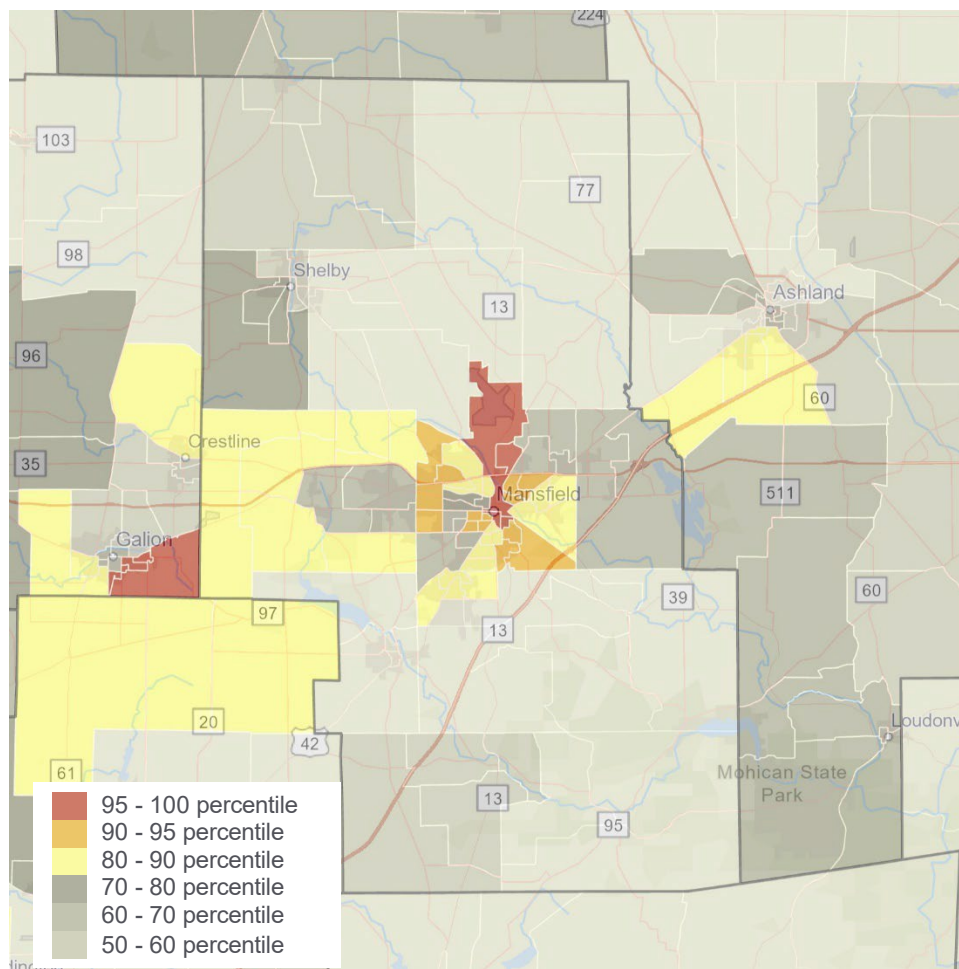 224
103
77
98
Shelby
Ashland
13
96
60
Crestline
35
Mansfield
511
Galion
39
60
97
13
20
Loudonv
42
61
Mohican State
Park
13
95
95 - 100 percentile
90 - 95 percentile
80 - 90 percentile
70 - 80 percentile
60 - 70 percentile
50 - 60 percentile